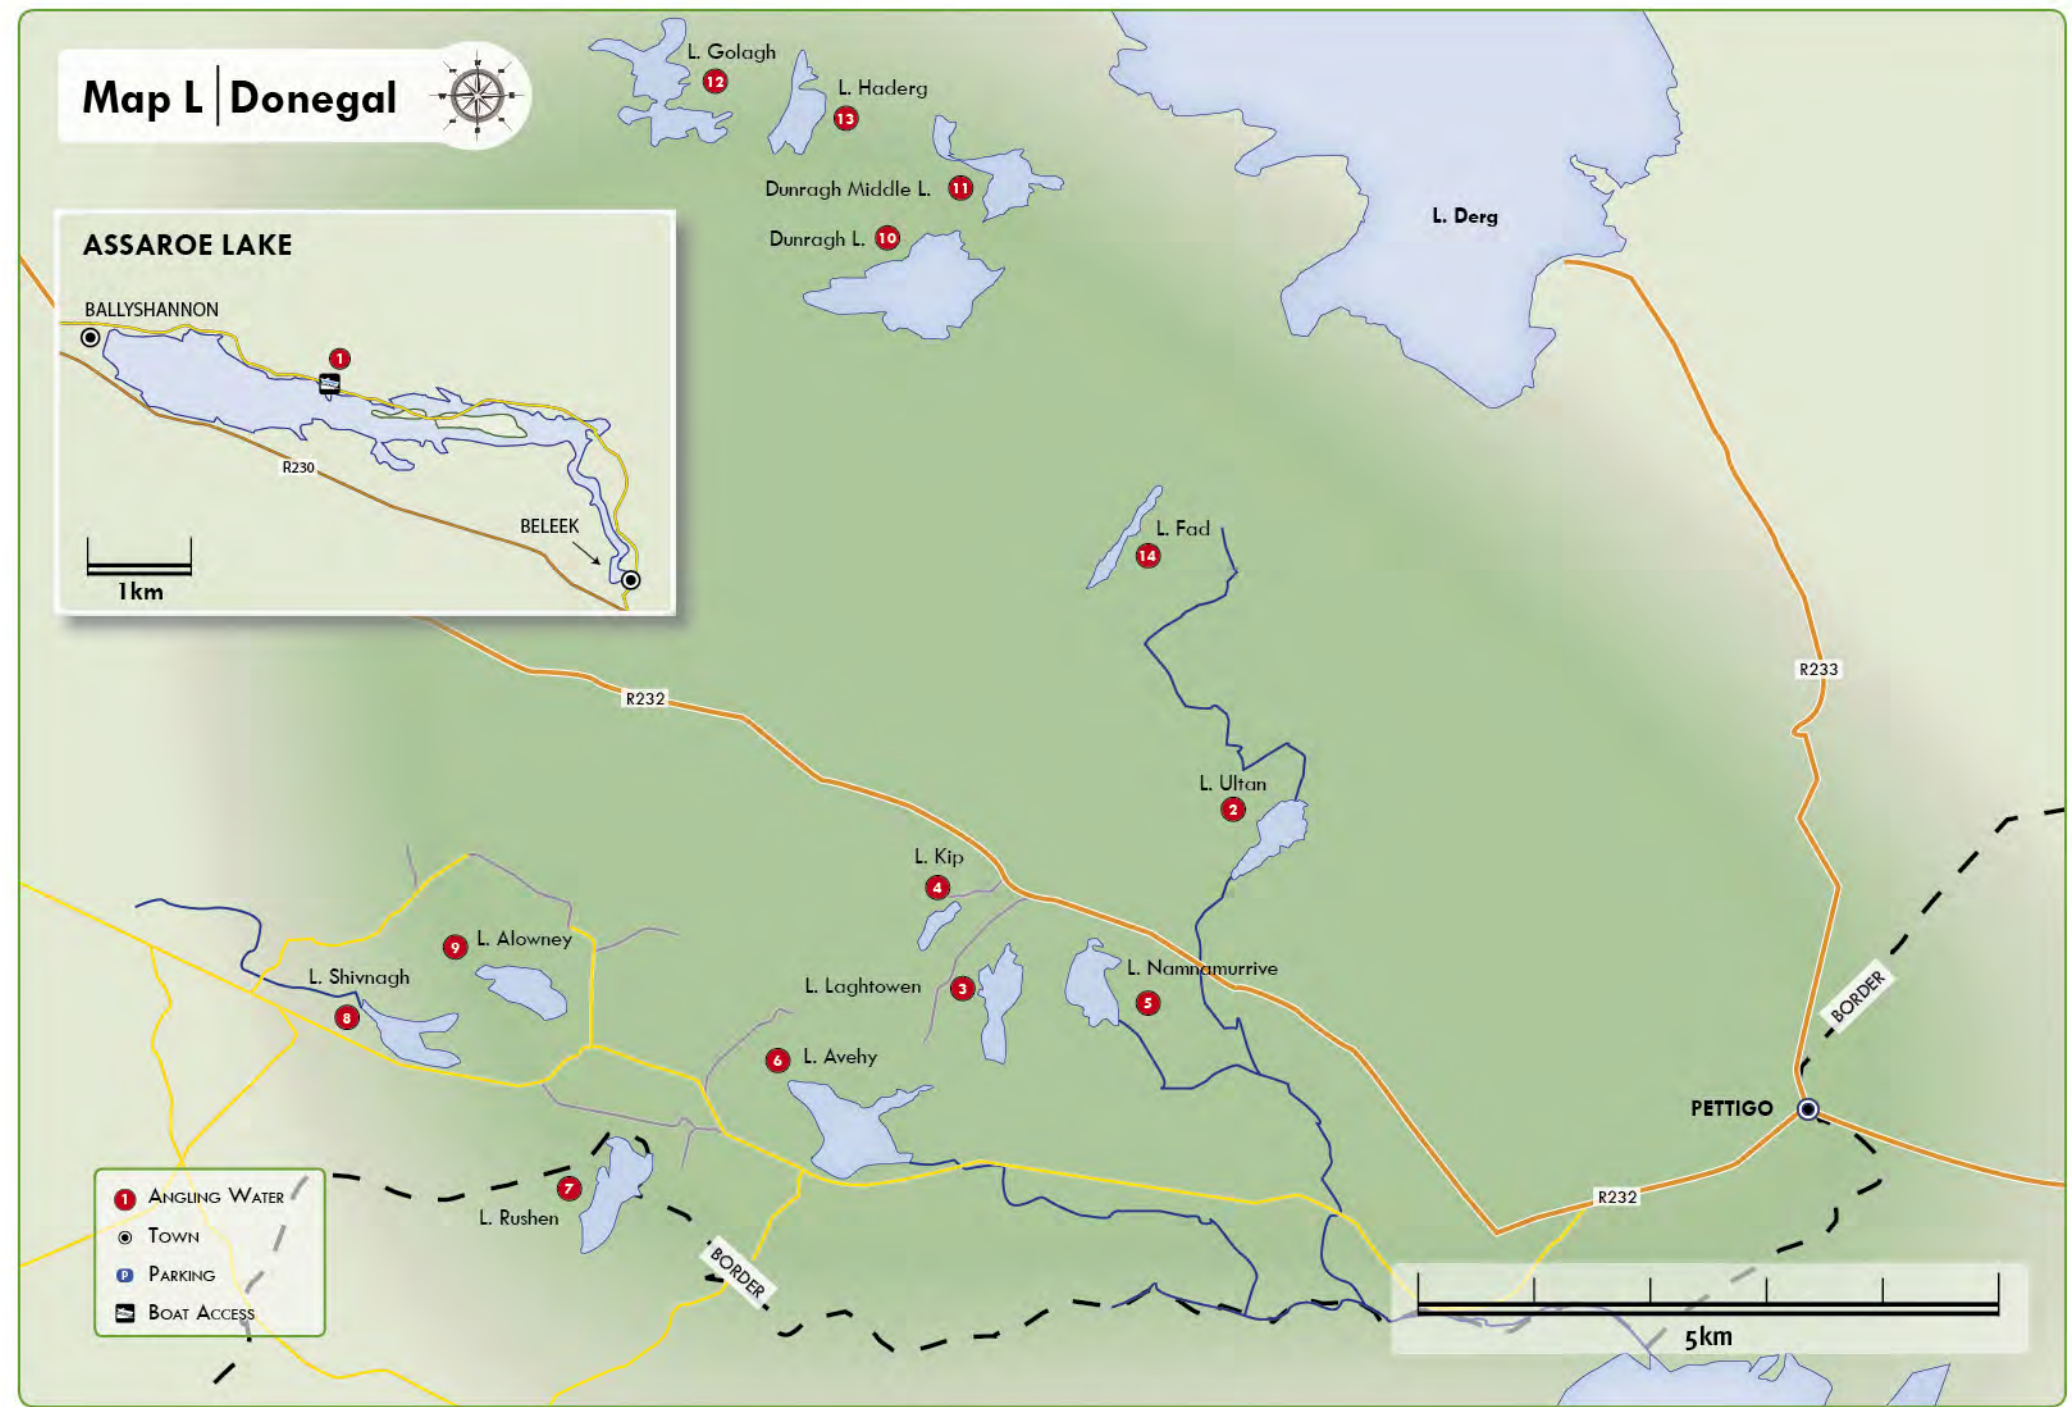 Map L | Donegal
L. Golagh
12
L. Haderg
13
Dunragh Middle L. 11
Dunragh L. 10
L. Derg
ASSAROE LAKE
BALLYSHANNON
1
R230
BELEEK
1km
L. Fad
14
R232
R233
L. Ultan
2
L. Kip
4
9 L. Alowney
L. Shivnagh
8
L. Laghtowen 3
L. Namnamurrive
5
6 L. Avehy
BORDER
PETTIGO
7
L. Rushen
R232
BORDER
1 ANGLING WATER
TOWN
P PARKING
BOAT ACCESS
5km